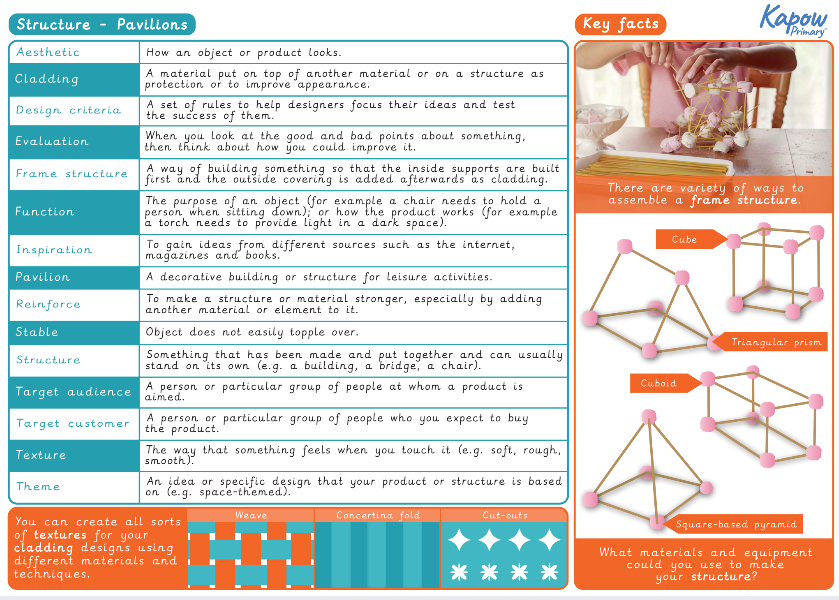 Structure - Pavilions
Aesthetic
How an object or product looks.
Cladding
A material put on top of another material or on a structure as
protection or to improve appearance.
Design criteria
A set of rules to help designers focus their ideas and test
the success of them.
Evaluation
When you look at the good and bad points about something,
then think about how you could improve it.
Frame structure
A way of building something so that the inside supports are built
first and the outside covering is added afterwards as cladding.
Function
The purpose of an object (for example a chair needs to hold a
person when sitting down); or how the product works (for example
a torch needs to provide light in a dark space).
Inspiration
To gain ideas from different sources such as the internet,
magazines and books.
Pavilion
A decorative building or structure for leisure activities.
Reinforce
To make a structure or material stronger, especially by adding
another material or element to it.
Stable
Object does not easily topple over.
Structure
Something that has been made and put together and can usually
stand on its own (e.g. a building, a bridge, a chair).
Target audience
A person or particular group of people at whom a product is
aimed.
Target customer
A person or particular group of people who you expect to buy
the product.
Texture
The way that something feels when you touch it (e.g. soft, rough,
smooth).
Theme
An idea or specific design that your product or structure is based
on (e.g. space-themed).
You can create all sorts
of textures for your
cladding designs using
different materials and
techniques.
Weave
Concertina fold
Cut-outs
Key facts
Kapow
Primary
There are variety of ways to
assemble a frame structure.
Cube
Triangular prism
Cuboid
Square-based pyramid
What materials and equipment
could you use to make
your structure?